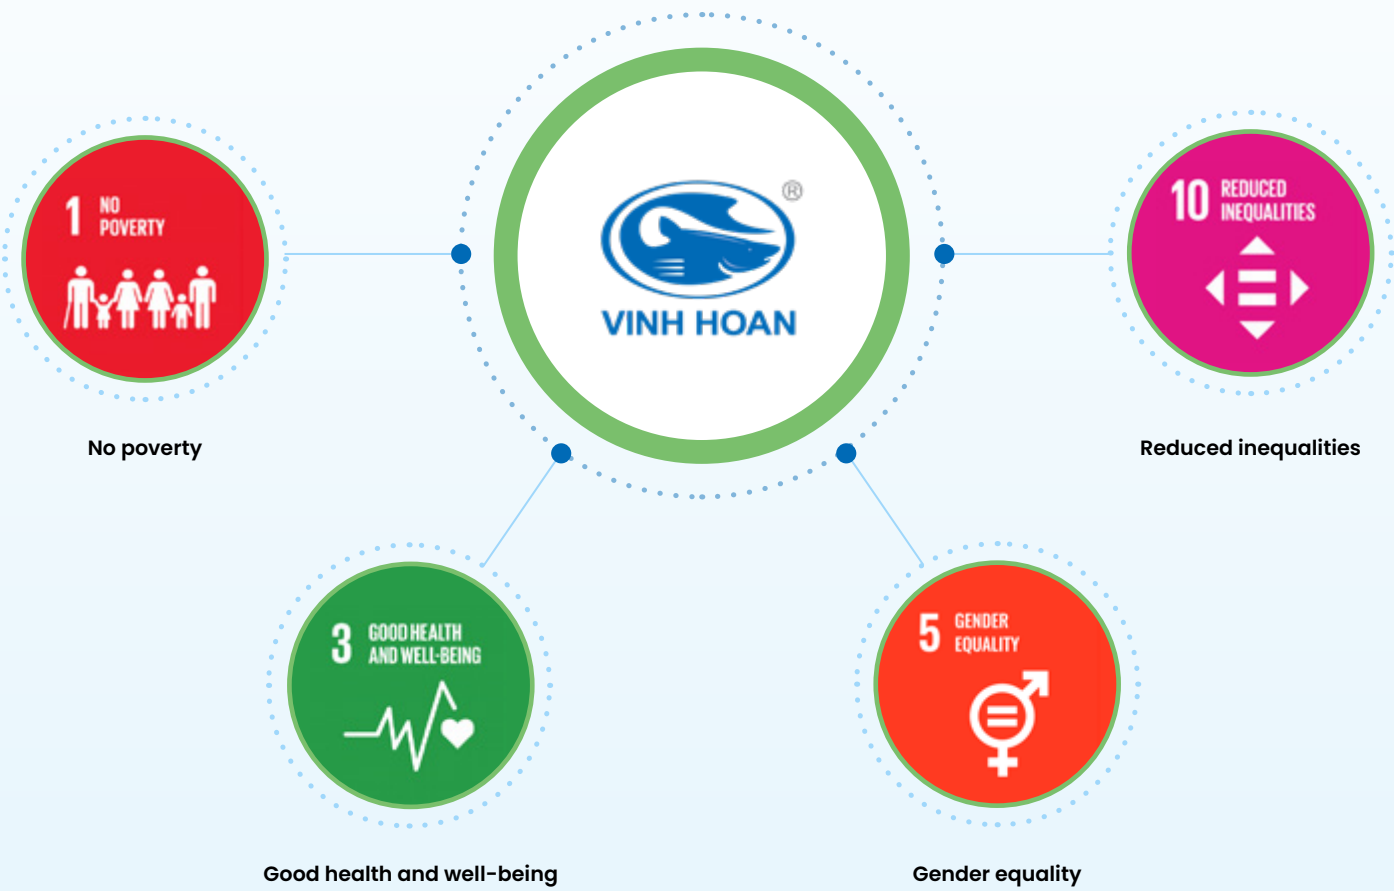 ®
VINH HOAN
1 NO
POVERTY
No poverty
10 REDUCED
INEQUALITIES
Reduced inequalities
3 GOOD HEALTH
AND WELL-BEING
Good health and well-being
5 GENDER
EQUALITY
Gender equality